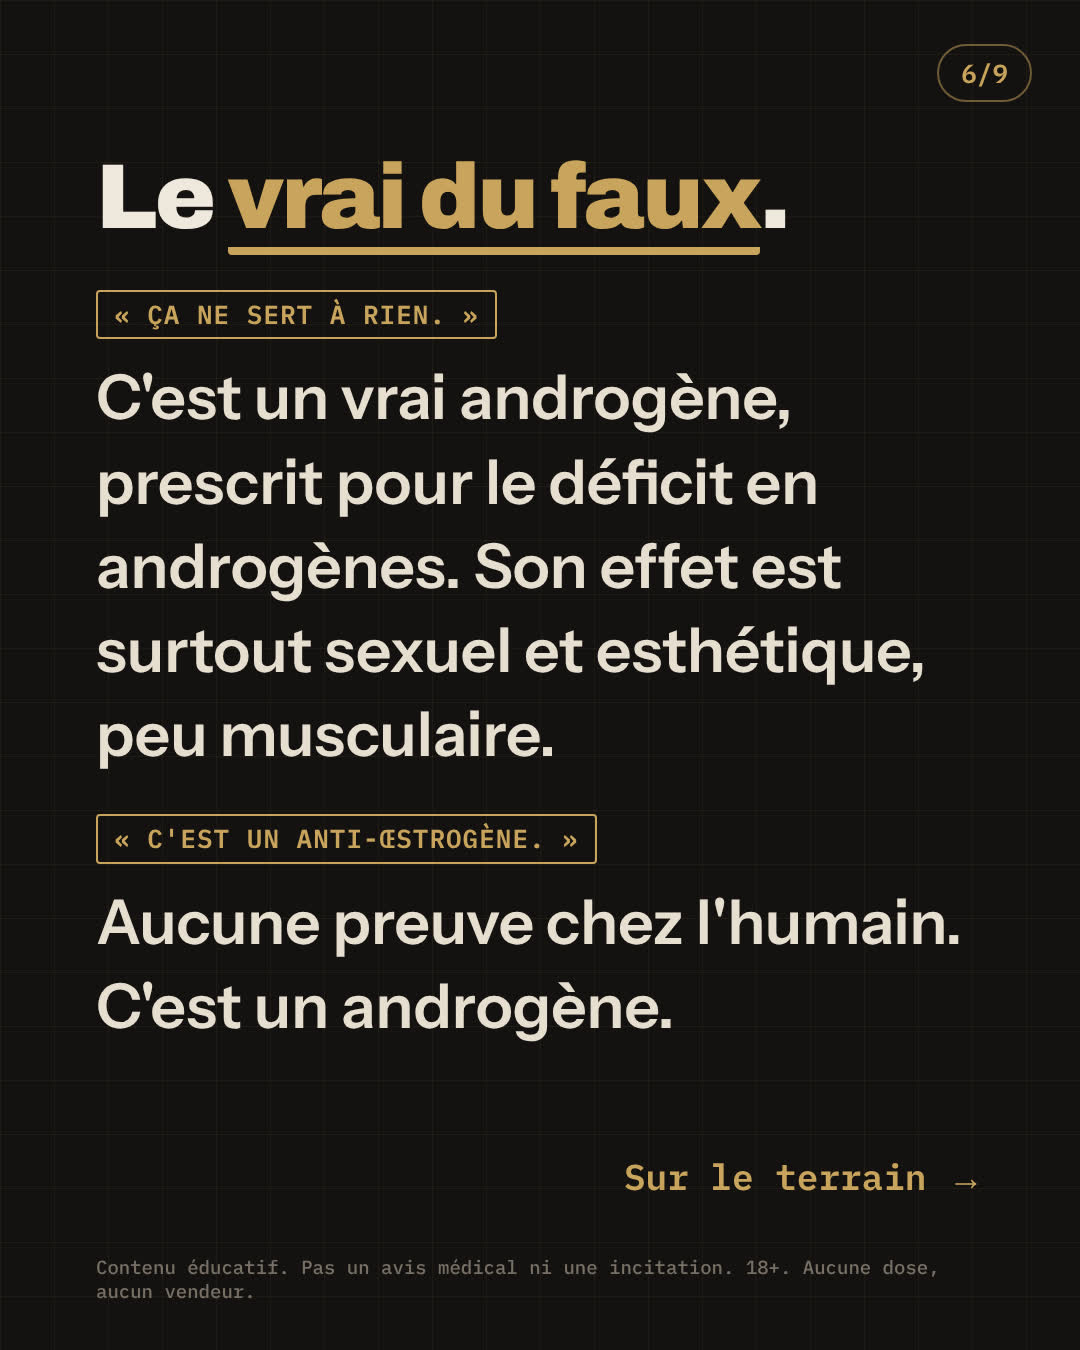 6/9
Le vrai du faux.
« ÇA NE SERT À RIEN. »
C'est un vrai androgène,
prescrit pour le déficit en
androgènes. Son effet est
surtout sexuel et esthétique,
peu musculaire.
« C'EST UN ANTI-ŒSTROGÈNE. »
Aucune preuve chez l'humain.
C'est un androgène.
Sur le terrain →
Contenu éducatif. Pas un avis médical ni une incitation. 18+. Aucune dose,
aucun vendeur.